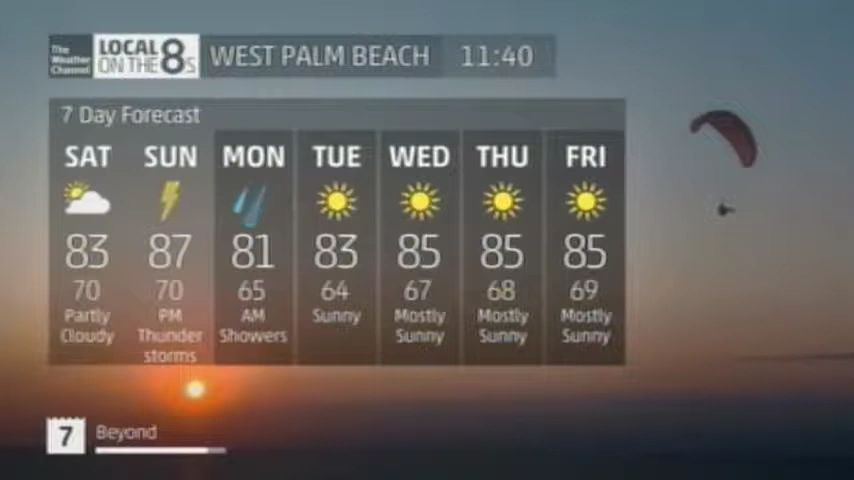 The Weather Channel
LOCAL ON THE 8s
WEST PALM BEACH 11:40
7 Day Forecast
SAT SUN MON TUE WED THU FRI
83 87 81 83 85 85 85
70 70 65 64 67 68 69
Partly Cloudy
PM Thunder storms
AM Showers
Sunny
Mostly Sunny
Mostly Sunny
Mostly Sunny
7 Beyond